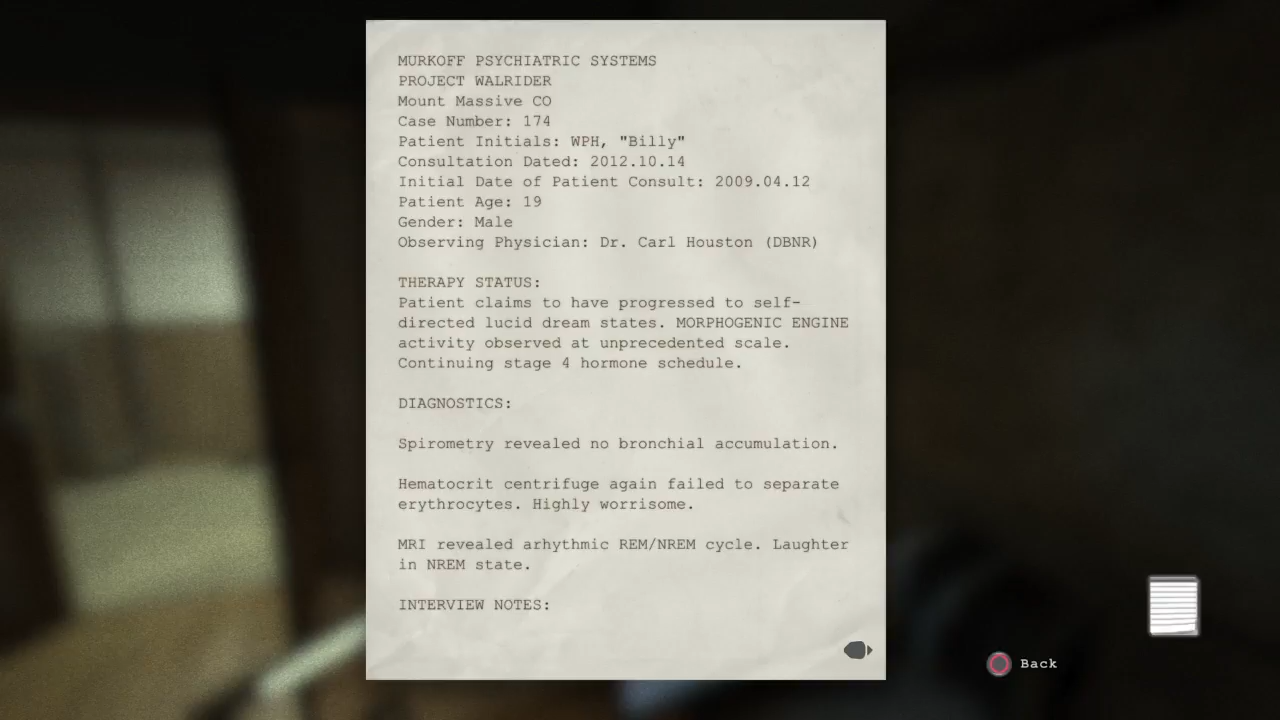 MURKOFF PSYCHIATRIC SYSTEMS
PROJECT WALRIDER
Mount Massive CO
Case Number: 174
Patient Initials: WPH, "Billy"
Consultation Dated: 2012.10.14
Initial Date of Patient Consult: 2009.04.12
Patient Age: 19
Gender: Male
Observing Physician: Dr. Carl Houston (DBNR)
THERAPY STATUS:
Patient claims to have progressed to self-
directed lucid dream states. MORPHOGENIC ENGINE
activity observed at unprecedented scale.
Continuing stage 4 hormone schedule.
DIAGNOSTICS:
Spirometry revealed no bronchial accumulation.
Hematocrit centrifuge again failed to separate
erythrocytes. Highly worrisome.
MRI revealed arhythmic REM/NREM cycle. Laughter
in NREM state.
INTERVIEW NOTES:
Back